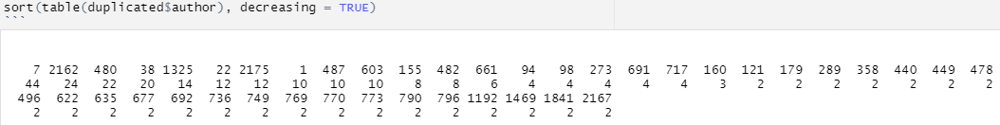 sort(table(duplicated$author), decreasing = TRUE)
```
7 2162 480 38 1325 22 2175 1 487 603 155 482 661 94 98 273 691 717 160 121 179 289 358 440 449 478
44 24 22 20 14 12 12 10 10 10 8 8 6 4 4 4 4 4 3 2 2 2 2 2 2 2
496 622 635 677 692 736 749 769 770 773 790 796 1192 1469 1841 2167
2 2 2 2 2 2 2 2 2 2 2 2 2 2 2 2